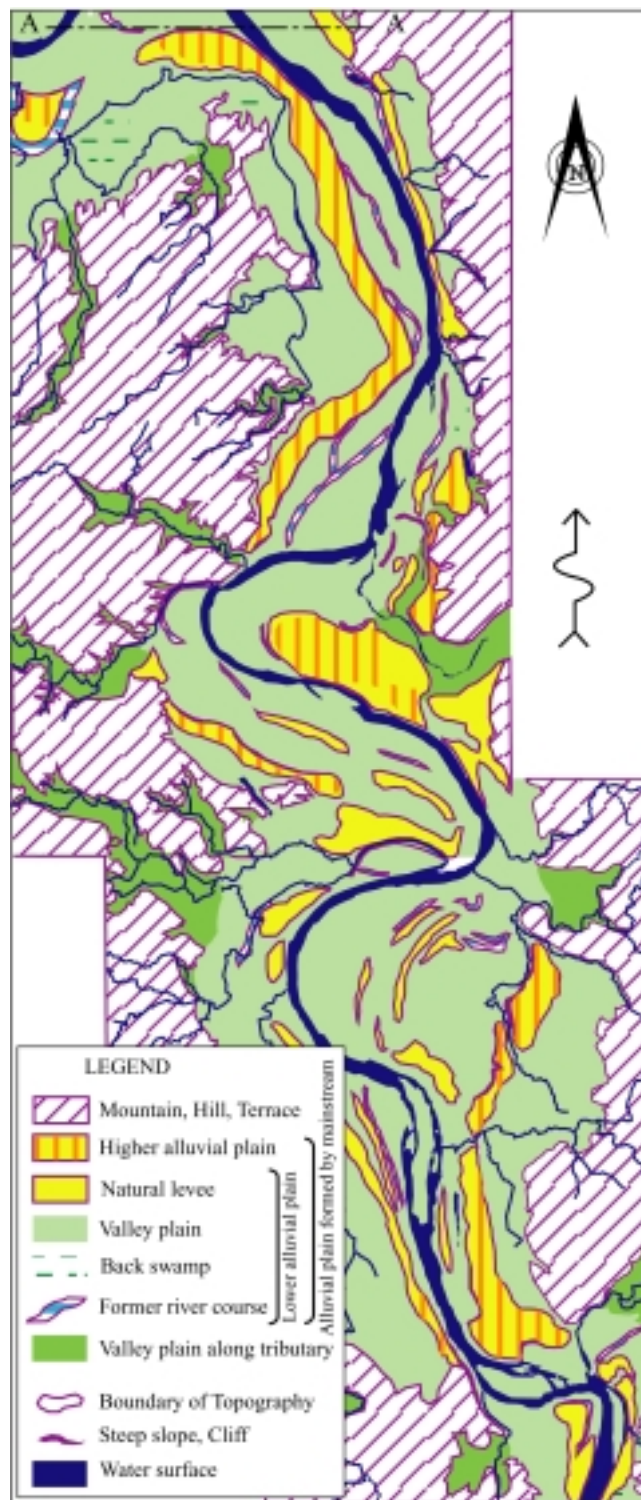 A A'
N
LEGEND
Mountain, Hill, Terrace
Higher alluvial plain
Natural levee
Valley plain
Back swamp
Former river course
Valley plain along tributary
Boundary of Topography
Steep slope, Cliff
Water surface
Lower alluvial plain
Alluvial plain formed by mainstream